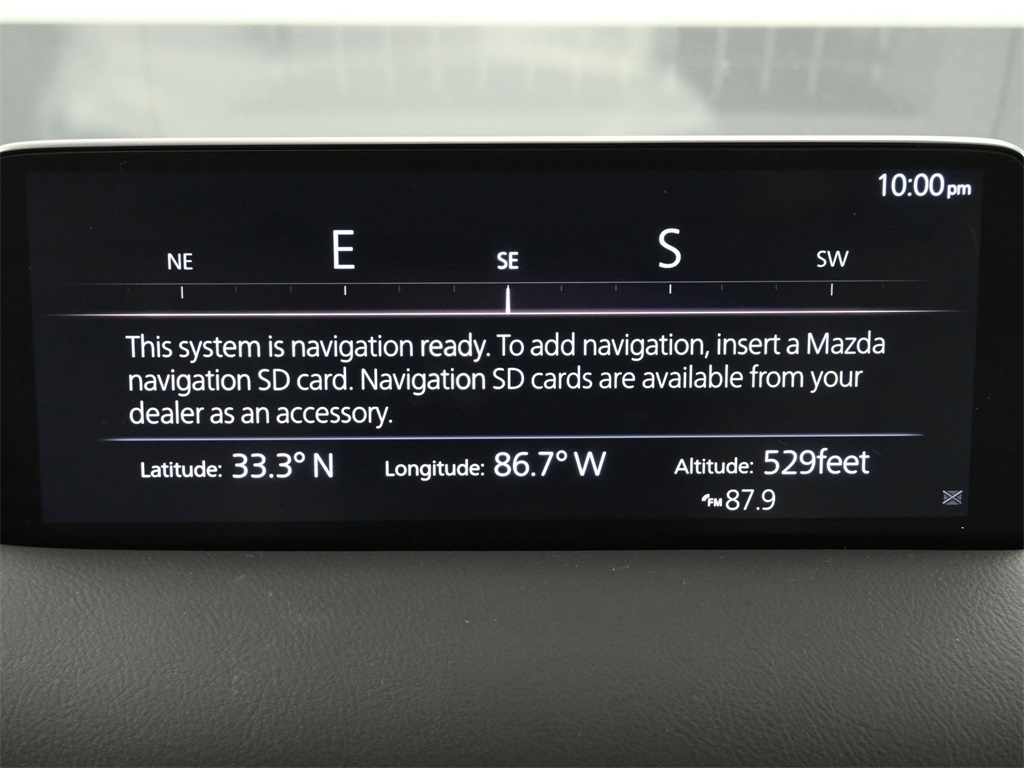 10:00pm
NE E SE S SW
This system is navigation ready. To add navigation, insert a Mazda
navigation SD card. Navigation SD cards are available from your
dealer as an accessory.
Latitude: 33.3° N Longitude: 86.7° W Altitude: 529feet
FM 87.9